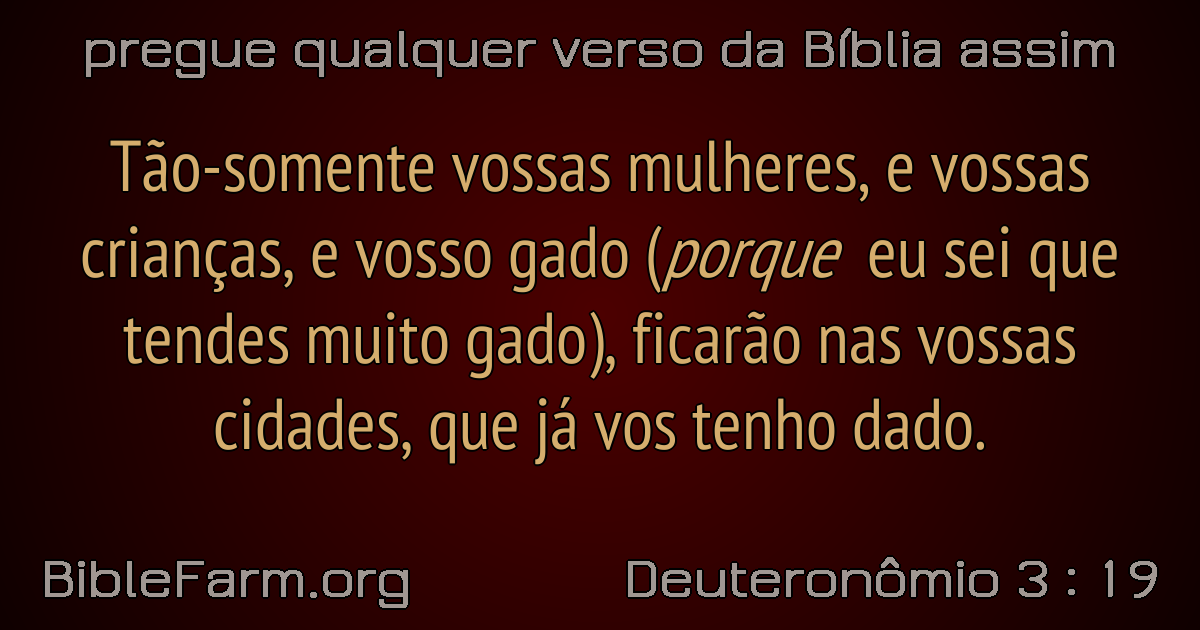 pregue qualquer verso da Bíblia assim
Tão-somente vossas mulheres, e vossas
crianças, e vosso gado (porque eu sei que
tendes muito gado), ficarão nas vossas
cidades, que já vos tenho dado.
BibleFarm.org
Deuteronômio 3 : 19